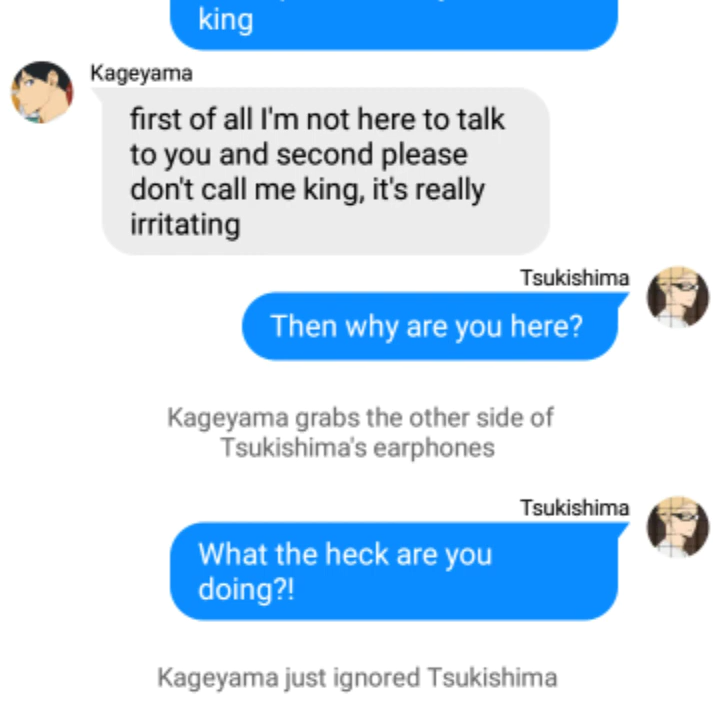 king
Kageyama
first of all I'm not here to talk
to you and second please
don't call me king, it's really
irritating
Tsukishima
Then why are you here?
Kageyama grabs the other side of
Tsukishima's earphones
Tsukishima
What the heck are you
doing?!
Kageyama just ignored Tsukishima